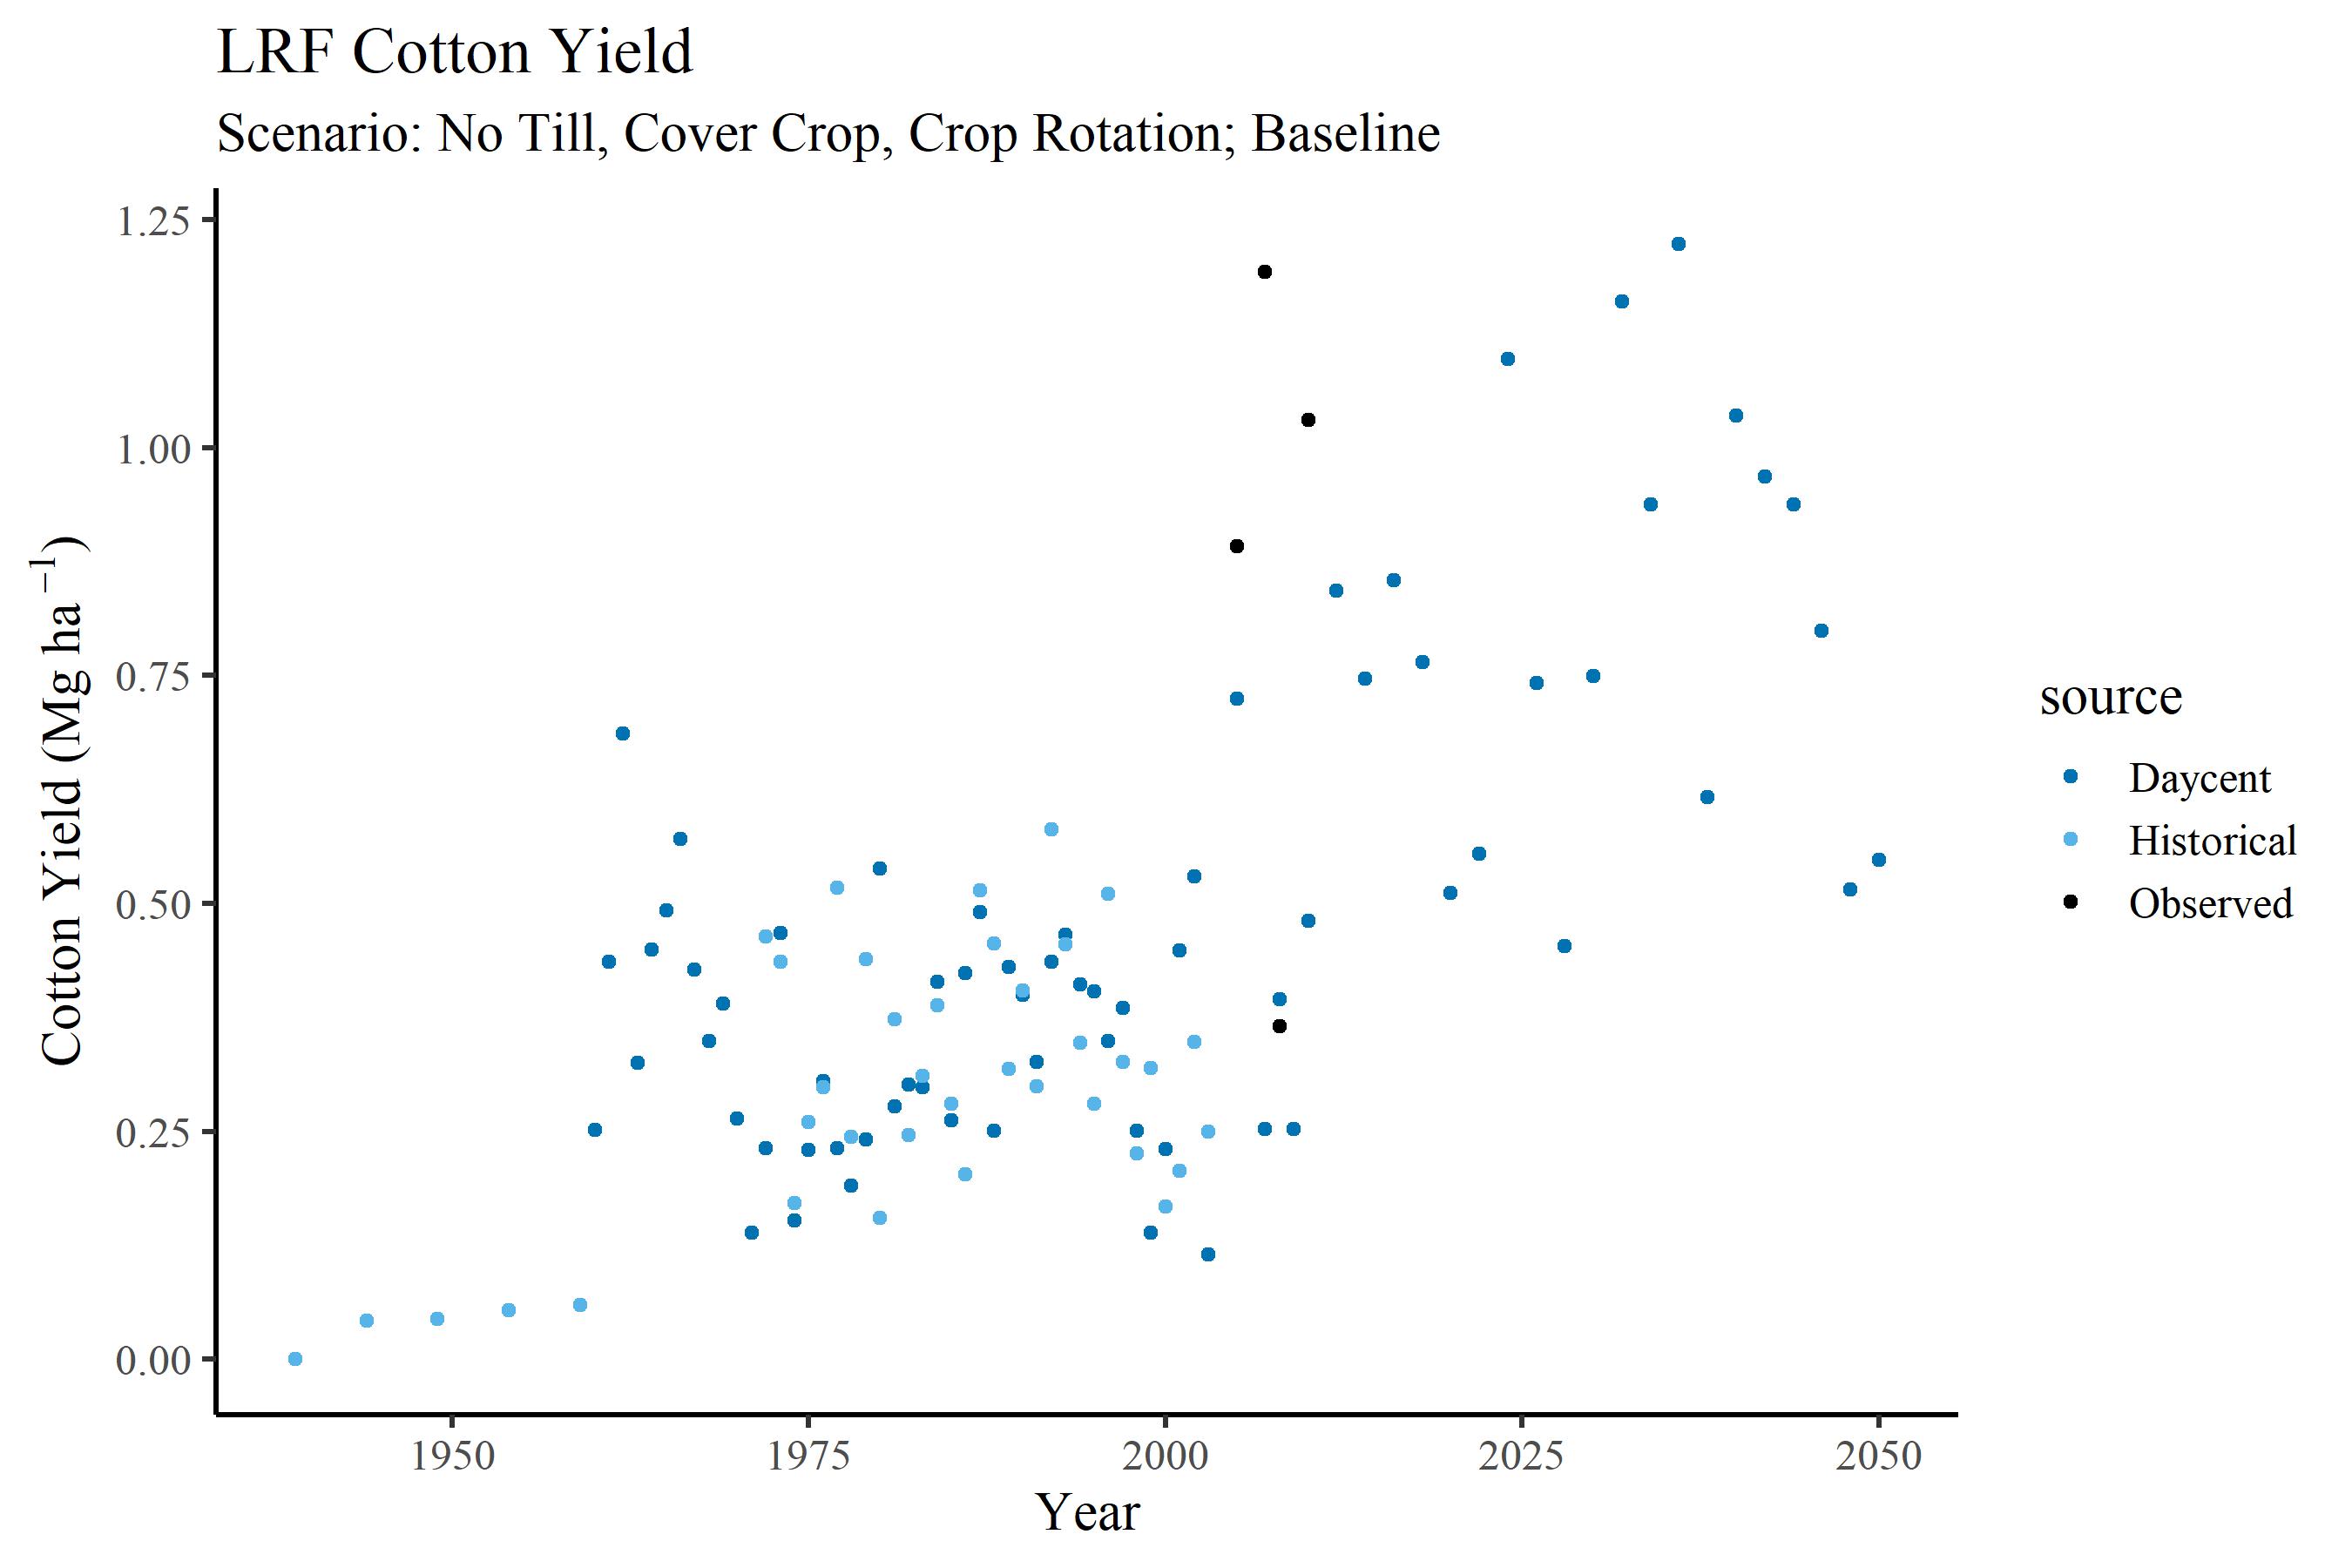 LRF Cotton Yield
Scenario: No Till, Cover Crop, Crop Rotation; Baseline
Cotton Yield (Mg ha⁻¹)
1.25
1.00
0.75
0.50
0.25
0.00
1950 1975 2000 2025 2050
Year
source
Daycent
Historical
Observed